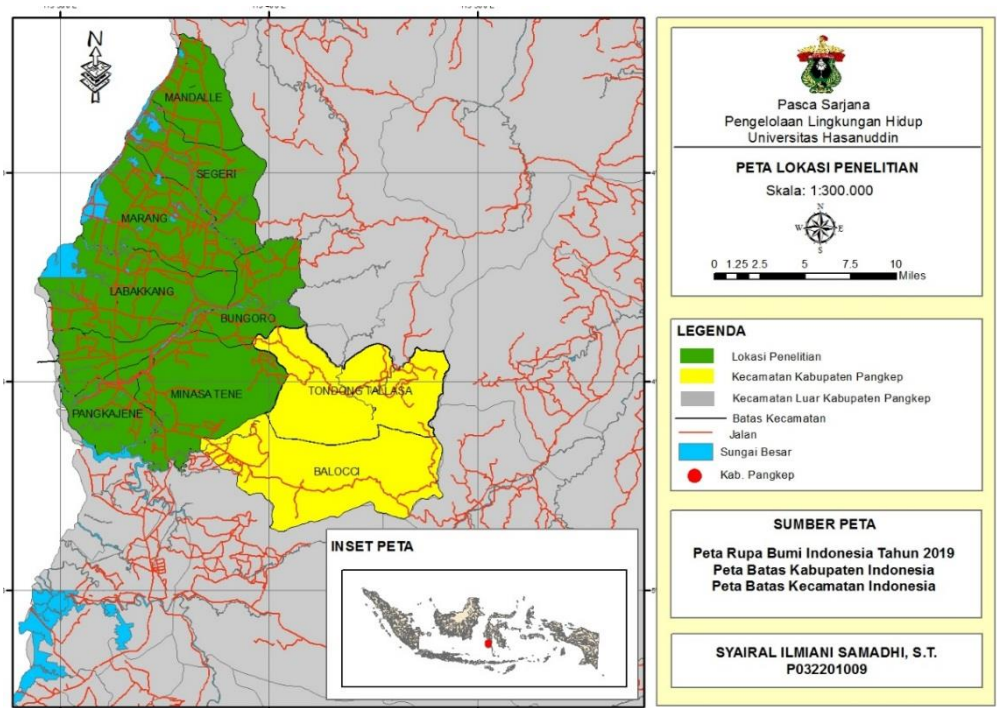 N
MANDALLE
SEGERI
MARANG
LABAKKANG
BUNGORO
TONDONG TALLASA
MINASA TENE
PANGKAJENE
BALOCCI
INSET PETA
Pasca Sarjana
Pengelolaan Lingkungan Hidup
Universitas Hasanuddin
PETA LOKASI PENELITIAN
Skala: 1:300.000
N
W E
S
0 1.25 2.5 5 7.5 10
Miles
LEGENDA
Lokasi Penelitian
Kecamatan Kabupaten Pangkep
Kecamatan Luar Kabupaten Pangkep
Batas Kecamatan
Jalan
Sungai Besar
Kab. Pangkep
SUMBER PETA
Peta Rupa Bumi Indonesia Tahun 2019
Peta Batas Kabupaten Indonesia
Peta Batas Kecamatan Indonesia
SYAIRAL ILMIANI SAMADHI, S.T.
P032201009